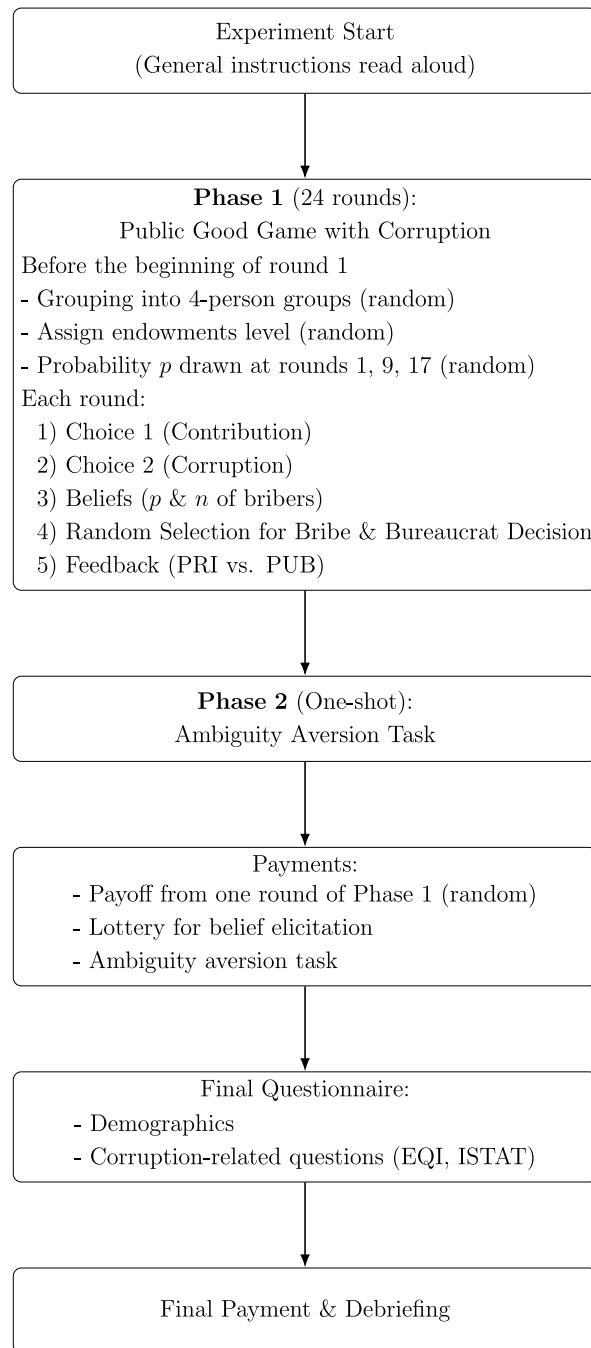 Experiment Start
(General instructions read aloud)
Phase 1 (24 rounds):
Public Good Game with Corruption
Before the beginning of round 1
- Grouping into 4-person groups (random)
- Assign endowments level (random)
- Probability p drawn at rounds 1, 9, 17 (random)
Each round:
1) Choice 1 (Contribution)
2) Choice 2 (Corruption)
3) Beliefs (p & n of bribers)
4) Random Selection for Bribe & Bureaucrat Decision
5) Feedback (PRI vs. PUB)
Phase 2 (One-shot):
Ambiguity Aversion Task
Payments:
- Payoff from one round of Phase 1 (random)
- Lottery for belief elicitation
- Ambiguity aversion task
Final Questionnaire:
- Demographics
- Corruption-related questions (EQI, ISTAT)
Final Payment & Debriefing